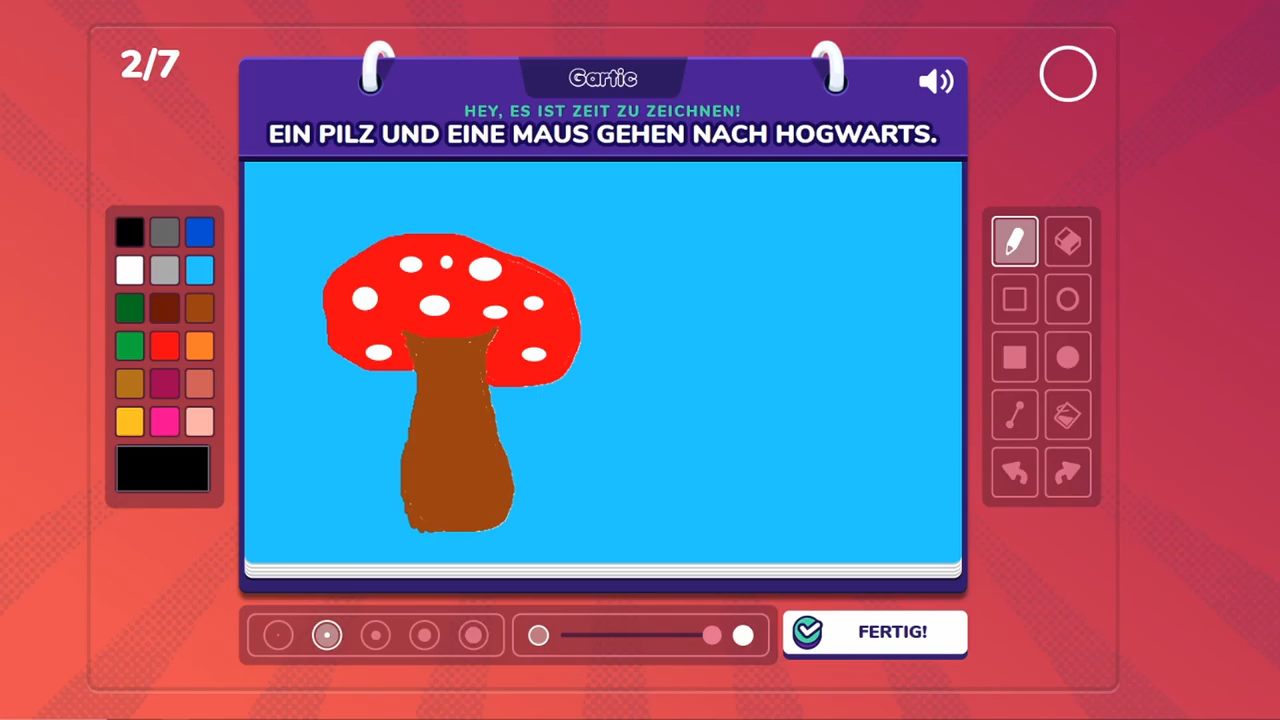 2/7
Gartic
HEY, ES IST ZEIT ZU ZEICHNEN!
EIN PILZ UND EINE MAUS GEHEN NACH HOGWARTS.
FERTIG!